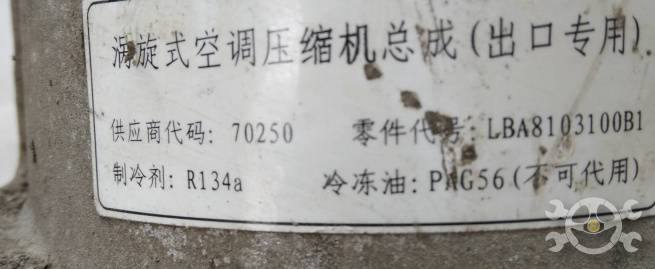 涡旋式空调压缩机总成(出口专用)
供应商代码: 70250 零件代号: LBA8103100B1
制冷剂: R134a 冷冻油: PAG56(不可代用)